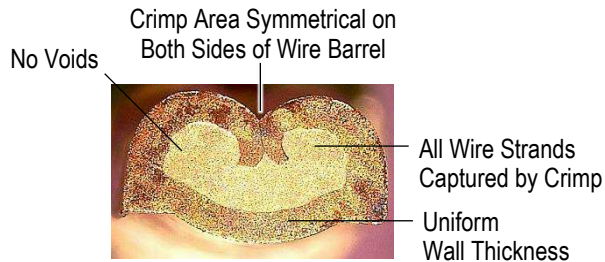 Crimp Area Symmetrical on
Both Sides of Wire Barrel
No Voids
All Wire Strands
Captured by Crimp
Uniform
Wall Thickness